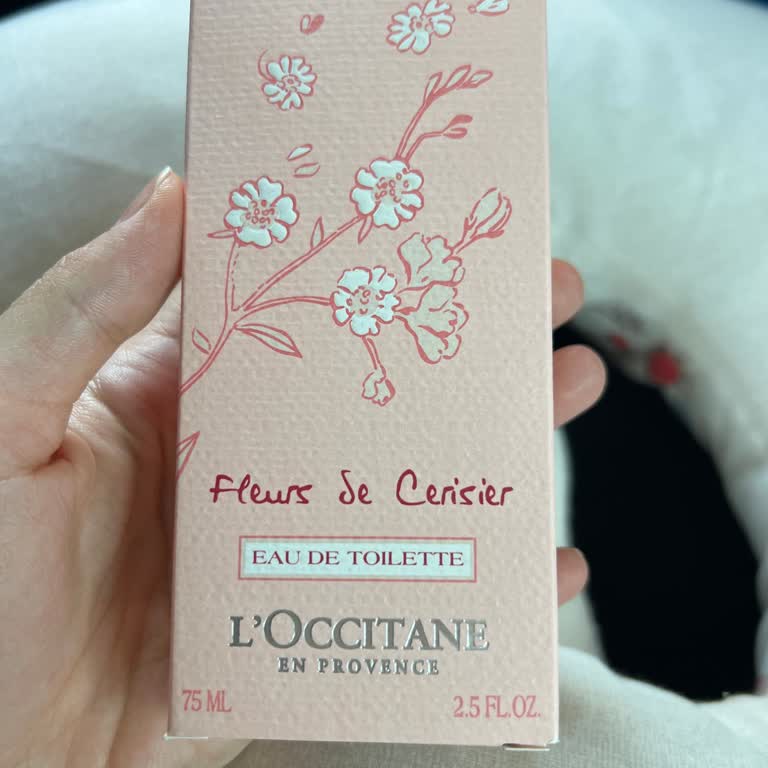 Fleurs de Cerisier
EAU DE TOILETTE
L'OCCITANE
EN PROVENCE
75 ML
2.5 FL.OZ.